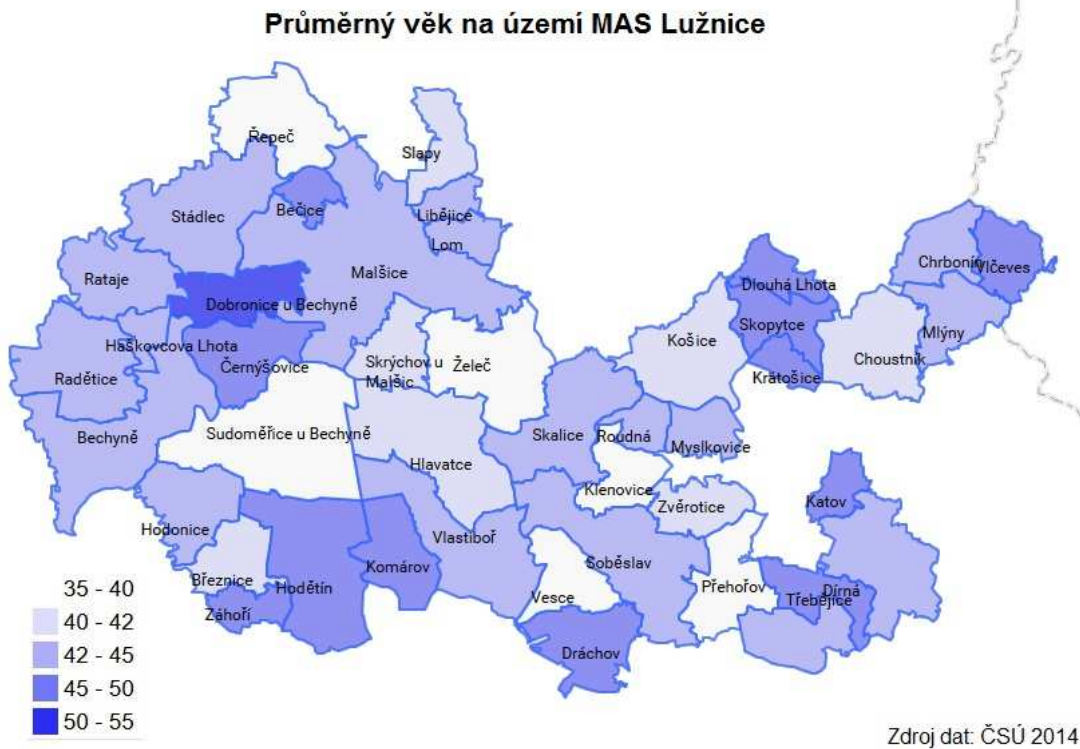 Průměrný věk na území MAS Lužnice
Řepeč
Slapy
Stádlec
Bečice
Libějice
Lom
Chrbonín
Vlčeves
Rataje
Malšice
Dlouhá Lhota
Dobronice u Bechyně
Skopytce
Mlýny
Haškovcova Lhota
Košice
Choustník
Radětice
Černýšovice
Skrýchov u
Malšic
Želeč
Krátošice
Bechyně
Sudoměřice u Bechyně
Skalice
Roudná
Myslkovice
Hlavatce
Klenovice
Zvěrotice
Katov
Hodonice
Vlastiboř
Komárov
Soběslav
Březnice
Hodětín
Přehořov
Dírná
Třebějice
Vesce
Záhoří
Dráchov
35 - 40
40 - 42
42 - 45
45 - 50
50 - 55
Zdroj dat: ČSÚ 2014